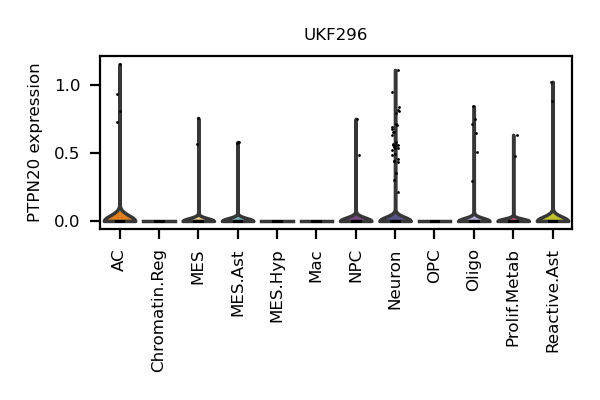 UKF296
PTPN20 expression
1.0
0.5
0.0
AC
Chromatin.Reg
MES
MES.Ast
MES.Hyp
Mac
NPC
Neuron
OPC
Oligo
Prolif.Metab
Reactive.Ast